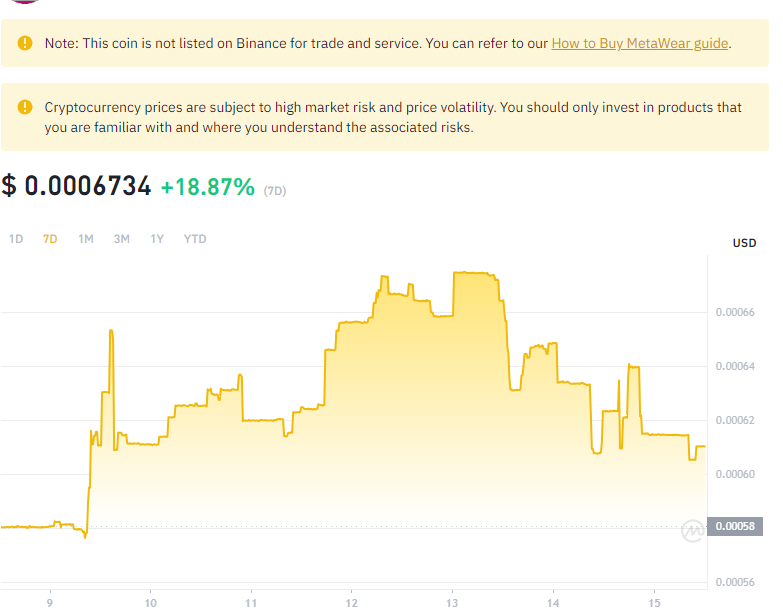 Note: This coin is not listed on Binance for trade and service. You can refer to our How to Buy MetaWear guide.
Cryptocurrency prices are subject to high market risk and price volatility. You should only invest in products that
you are familiar with and where you understand the associated risks.
$ 0.0006734 +18.87% (7D)
1D 7D 1M 3M 1Y YTD
USD
0.00066
0.00064
0.00062
0.00060
0.00058
0.00056
9 10 11 12 13 14 15